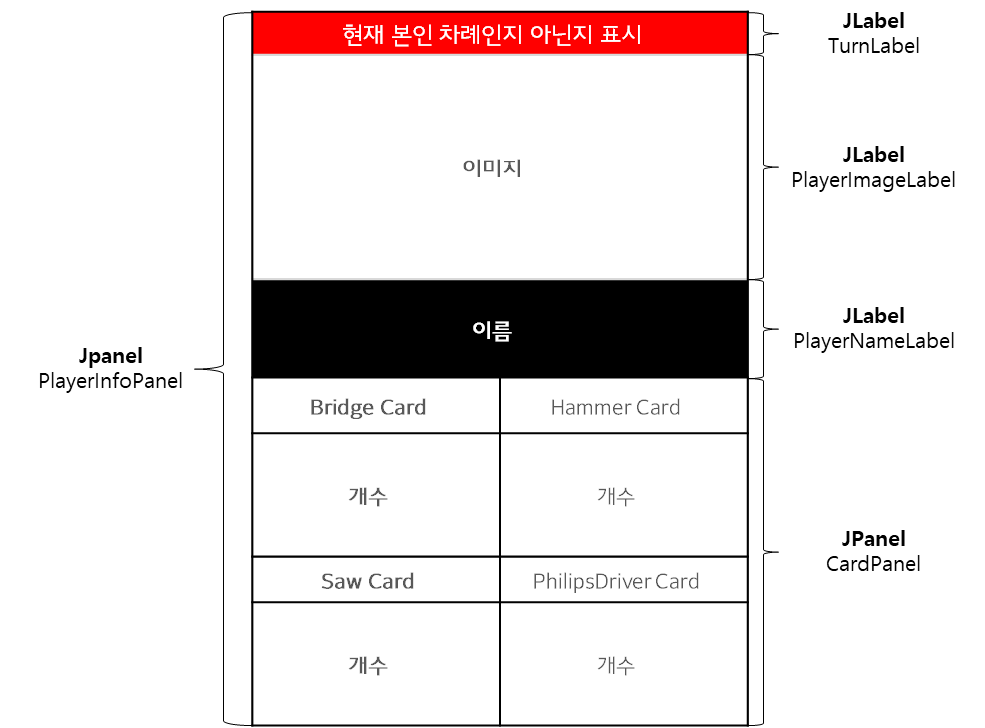 현재 본인 차례인지 아닌지 표시
JLabel
TurnLabel
이미지
JLabel
PlayerImageLabel
이름
JLabel
PlayerNameLabel
Jpanel
PlayerInfoPanel
Bridge Card
Hammer Card
개수
개수
JPanel
CardPanel
Saw Card
PhilipsDriver Card
개수
개수